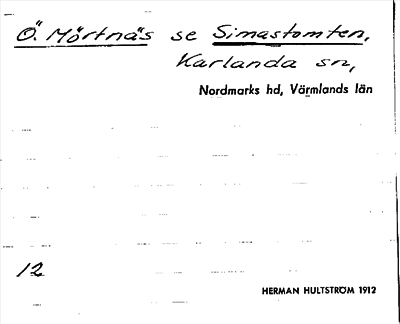 Ö. Mörtnäs se Simastomten,
Karlanda sn,
Nordmarks hd, Värmlands län
12
HERMAN HULTSTRÖM 1912